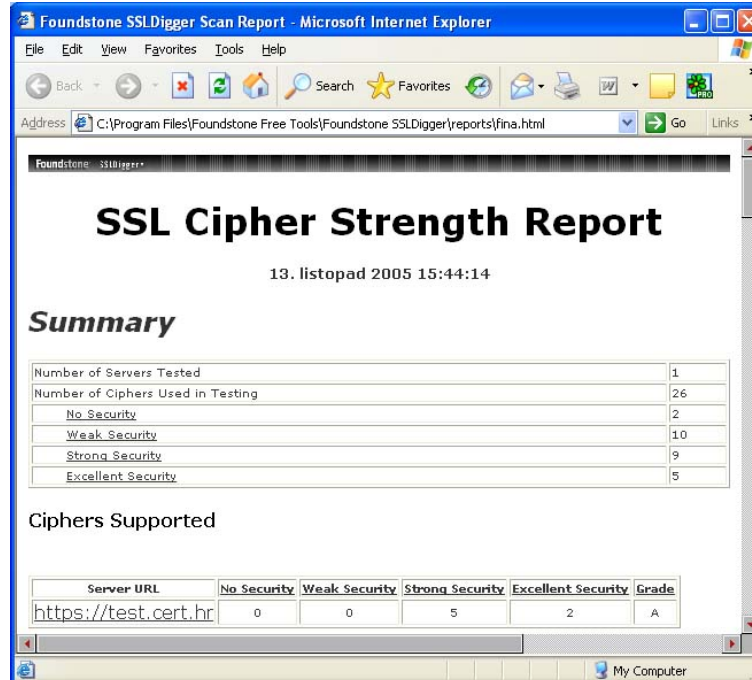 Foundstone SSLDigger Scan Report - Microsoft Internet Explorer
File Edit View Favorites Tools Help
Back Search Favorites
Address C:\Program Files\Foundstone Free Tools\Foundstone SSLDigger\reports\fina.html Go Links
Foundstone SSLDigger
SSL Cipher Strength Report
13. listopad 2005 15:44:14
Summary
Number of Servers Tested 1
Number of Ciphers Used in Testing 26
No Security 2
Weak Security 10
Strong Security 9
Excellent Security 5
Ciphers Supported
Server URL No Security Weak Security Strong Security Excellent Security Grade
https://test.cert.hr 0 0 5 2 A
My Computer